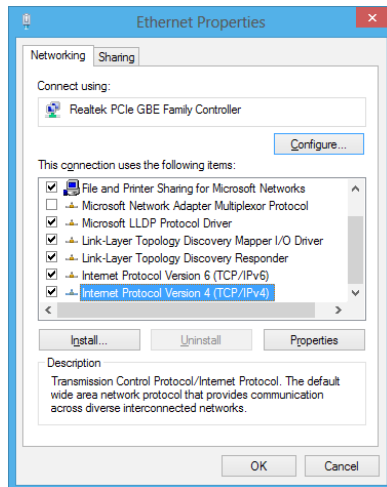 Ethernet Properties
Networking
Sharing
Connect using:
Realtek PCIe GBE Family Controller
Configure...
This connection uses the following items:
File and Printer Sharing for Microsoft Networks
Microsoft Network Adapter Multiplexor Protocol
Microsoft LLDP Protocol Driver
Link-Layer Topology Discovery Mapper I/O Driver
Link-Layer Topology Discovery Responder
Internet Protocol Version 6 (TCP/IPv6)
Internet Protocol Version 4 (TCP/IPv4)
Install...
Uninstall
Properties
Description
Transmission Control Protocol/Internet Protocol. The default
wide area network protocol that provides communication
across diverse interconnected networks.
OK
Cancel